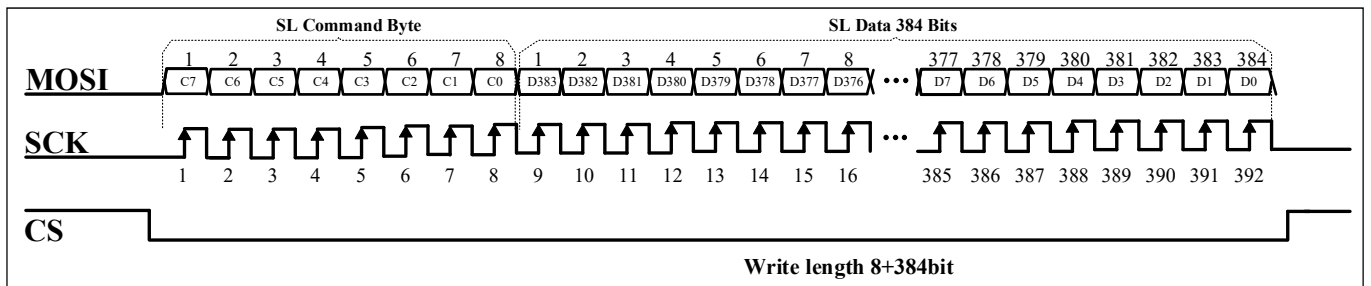 SL Command Byte SL Data 384 Bits
1 2 3 4 5 6 7 8 1 2 3 4 5 6 7 8 377 378 379 380 381 382 383 384
MOSI C7 C6 C5 C4 C3 C2 C1 C0 D383 D382 D381 D380 D379 D378 D377 D376 ••• D7 D6 D5 D4 D3 D2 D1 D0
SCK •••
1 2 3 4 5 6 7 8 9 10 11 12 13 14 15 16 385 386 387 388 389 390 391 392
CS
Write length 8+384bit